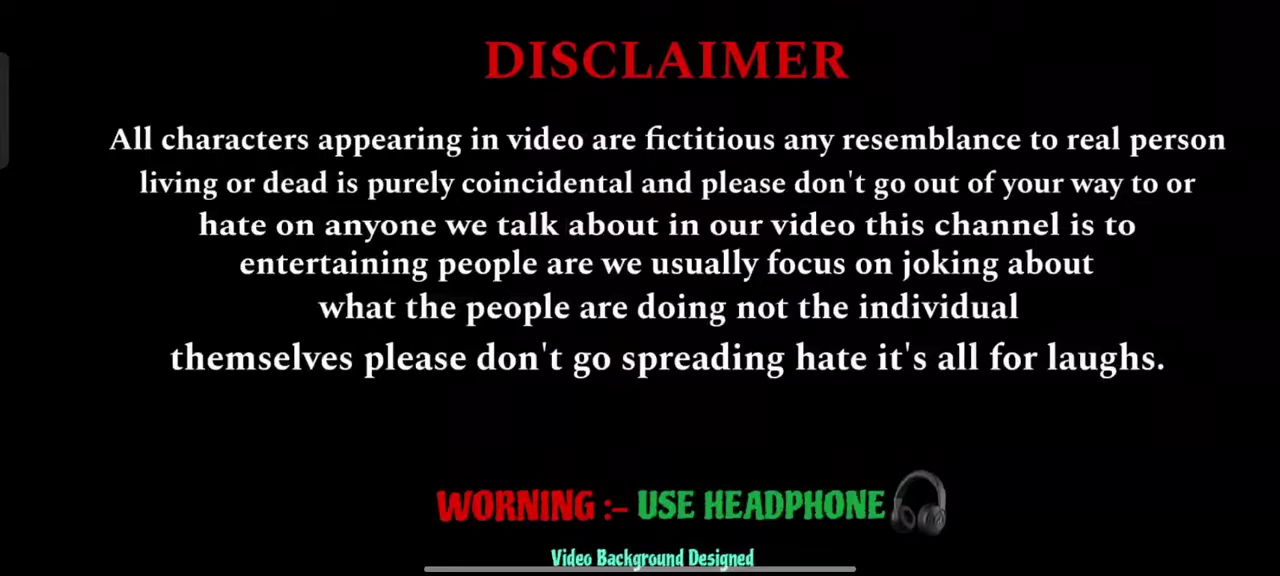 DISCLAIMER
All characters appearing in video are fictitious any resemblance to real person
living or dead is purely coincidental and please don't go out of your way to or
hate on anyone we talk about in our video this channel is to
entertaining people are we usually focus on joking about
what the people are doing not the individual
themselves please don't go spreading hate it's all for laughs.
WORNING :- USE HEADPHONE
Video Background Designed